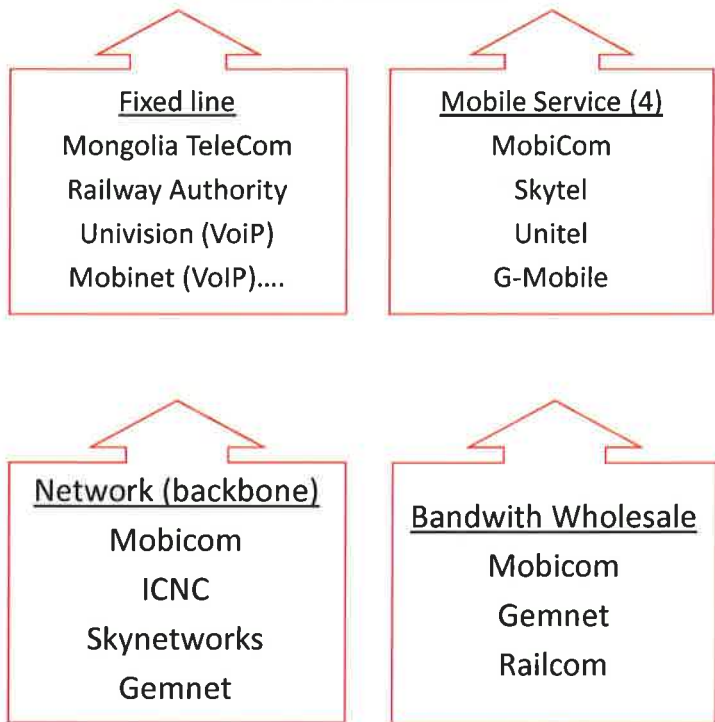 Fixed line
Mongolia TeleCom
Railway Authority
Univision (VoiP)
Mobinet (VoIP)....
Mobile Service (4)
MobiCom
Skytel
Unitel
G-Mobile
Network (backbone)
Mobicom
ICNC
Skynetworks
Gemnet
Bandwith Wholesale
Mobicom
Gemnet
Railcom